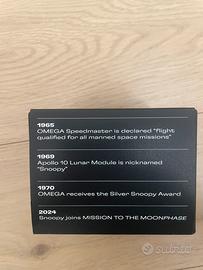 1965
OMEGA Speedmaster is declared "flight
qualified for all manned space missions"
1969
Apollo 10 Lunar Module is nicknamed
"Snoopy"
1970
OMEGA receives the Silver Snoopy Award
2024
Snoopy joins MISSION TO THE MOONPHASE
subito